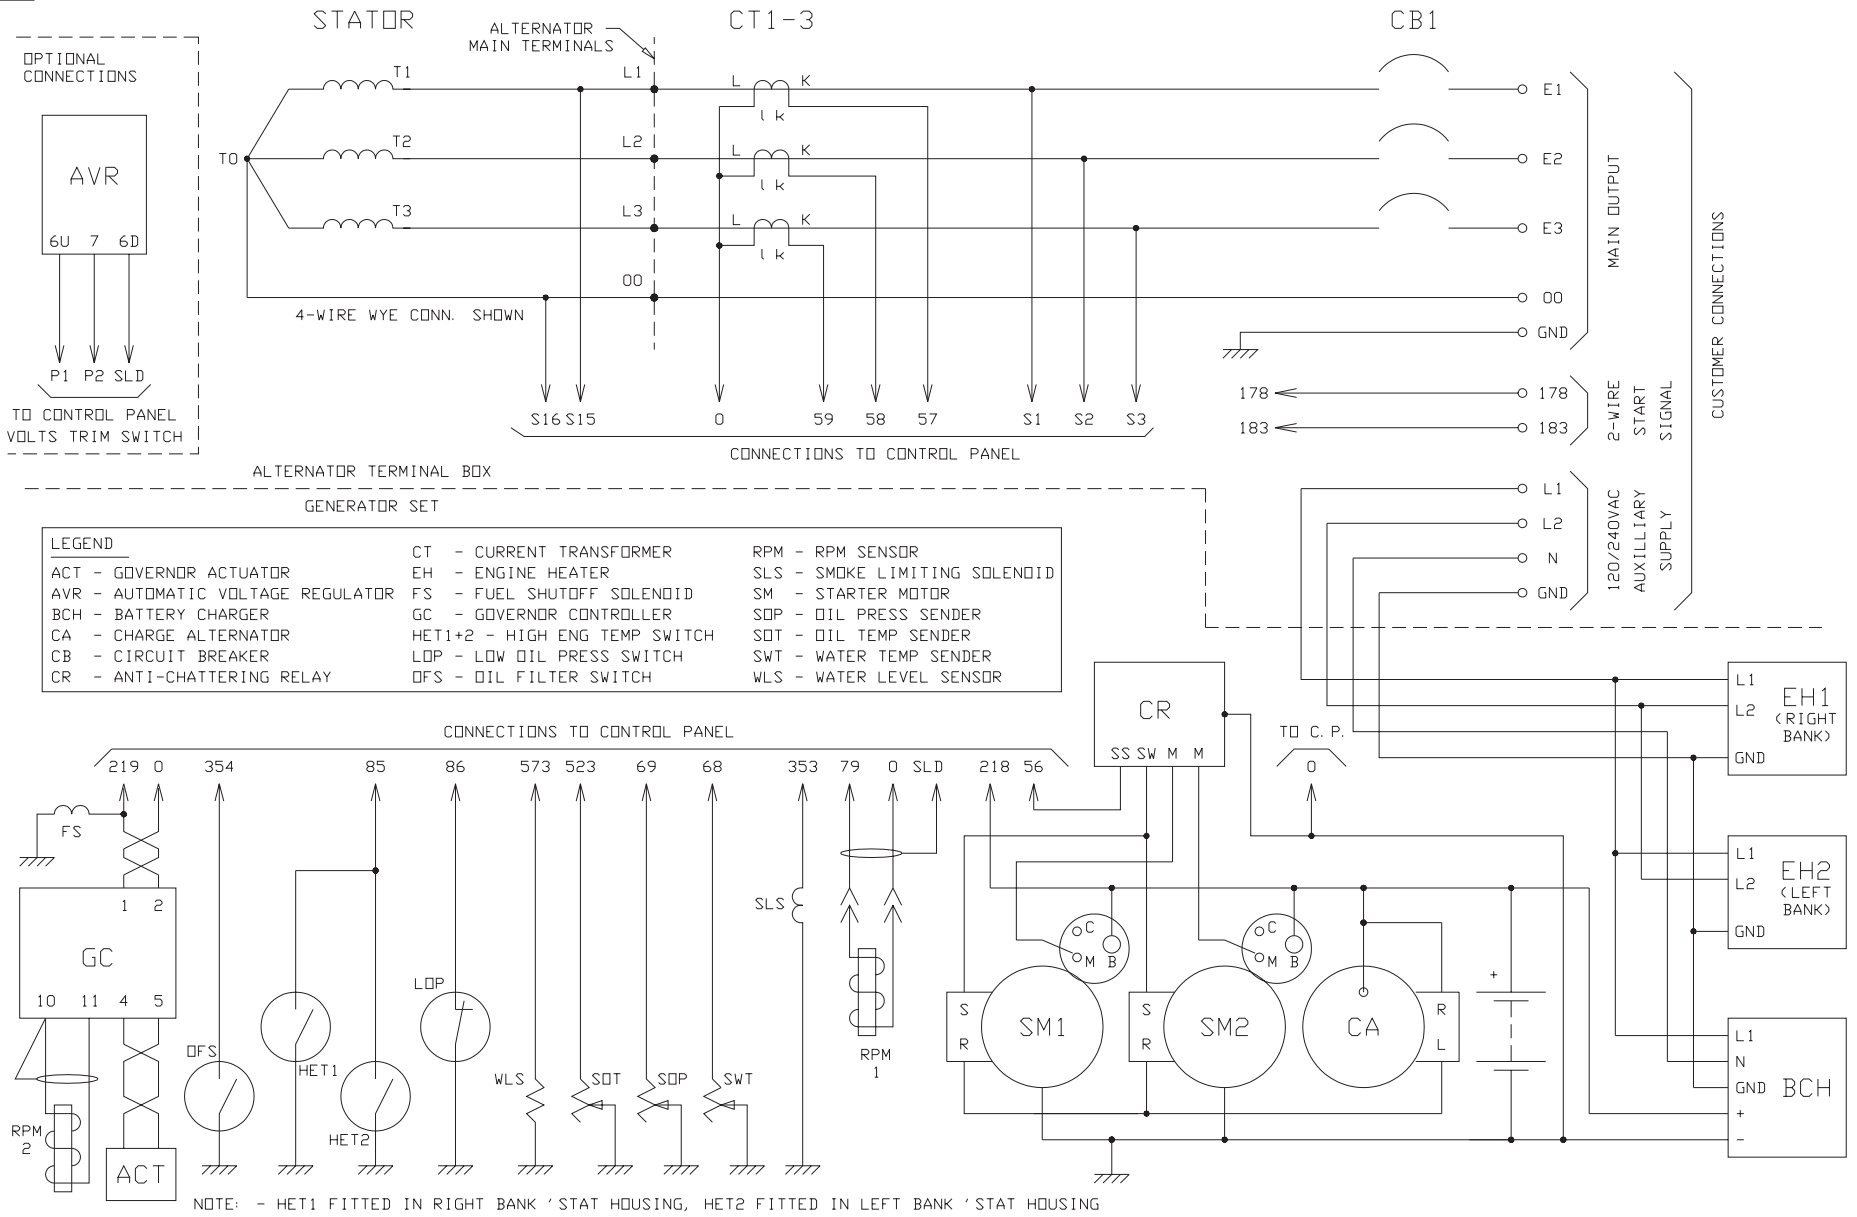 STATOR
CT1-3
CB1
ALTERNATOR
MAIN TERMINALS
OPTIONAL
CONNECTIONS
AVR
6U 7 6D
P1 P2 SLD
TO CONTROL PANEL
VOLTS TRIM SWITCH
T0
T1
T2
T3
L1
L2
L3
00
L K
l k
L K
l k
L K
l k
4-WIRE WYE CONN. SHOWN
S16 S15 0 59 58 57 S1 S2 S3
CONNECTIONS TO CONTROL PANEL
E1
E2
E3
00
GND
MAIN OUTPUT
178 178
183 183
2-WIRE
START
SIGNAL
L1
L2
N
GND
120/240VAC
AUXILLIARY
SUPPLY
CUSTOMER CONNECTIONS
ALTERNATOR TERMINAL BOX
GENERATOR SET
LEGEND
ACT - GOVERNOR ACTUATOR
AVR - AUTOMATIC VOLTAGE REGULATOR
BCH - BATTERY CHARGER
CA - CHARGE ALTERNATOR
CB - CIRCUIT BREAKER
CR - ANTI-CHATTERING RELAY
CT - CURRENT TRANSFORMER
EH - ENGINE HEATER
FS - FUEL SHUTOFF SOLENOID
GC - GOVERNOR CONTROLLER
HET1+2 - HIGH ENG TEMP SWITCH
LOP - LOW OIL PRESS SWITCH
OFS - OIL FILTER SWITCH
RPM - RPM SENSOR
SLS - SMOKE LIMITING SOLENOID
SM - STARTER MOTOR
SOP - OIL PRESS SENDER
SOT - OIL TEMP SENDER
SWT - WATER TEMP SENDER
WLS - WATER LEVEL SENSOR
CONNECTIONS TO CONTROL PANEL
219 0 354 85 86 573 523 69 68 353 79 0 SLD 218 56
CR
SS SW M M
TO C. P.
0
FS
1 2
GC
10 11 4 5
RPM
2
ACT
OFS
HET1
HET2
LOP
WLS
SOT
SOP
SWT
SLS
RPM
1
C
M B
S
R
SM1
C
M B
S
R
SM2
CA
R
L
+
L1
L2
GND
EH1
(RIGHT
BANK)
L1
L2
GND
EH2
(LEFT
BANK)
L1
N
GND
+
-
BCH
NOTE: - HET1 FITTED IN RIGHT BANK 'STAT HOUSING, HET2 FITTED IN LEFT BANK 'STAT HOUSING